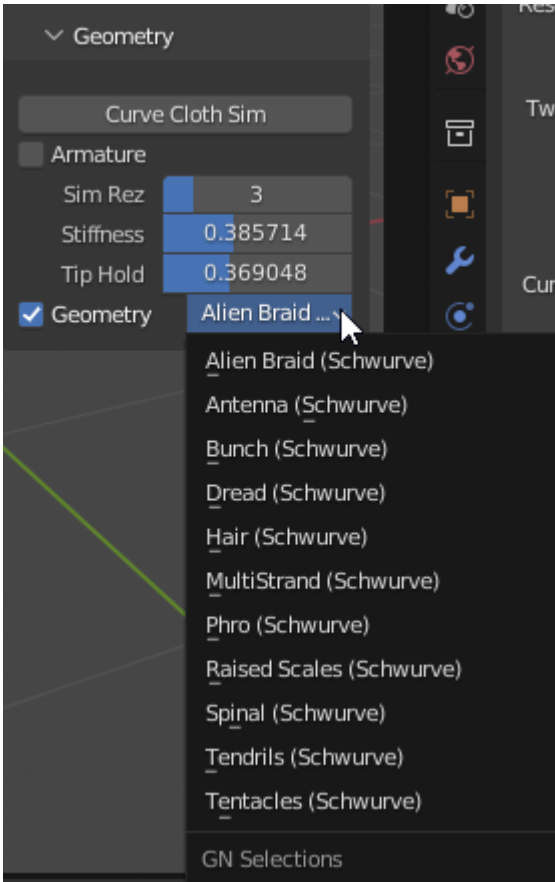 Geometry
Curve Cloth Sim
Armature
Sim Rez 3
Stiffness 0.385714
Tip Hold 0.369048
Geometry Alien Braid ...
Alien Braid (Schwurve)
Antenna (Schwurve)
Bunch (Schwurve)
Dread (Schwurve)
Hair (Schwurve)
MultiStrand (Schwurve)
Phro (Schwurve)
Raised Scales (Schwurve)
Spinal (Schwurve)
Tendrils (Schwurve)
Tentacles (Schwurve)
GN Selections
Tw
Cur